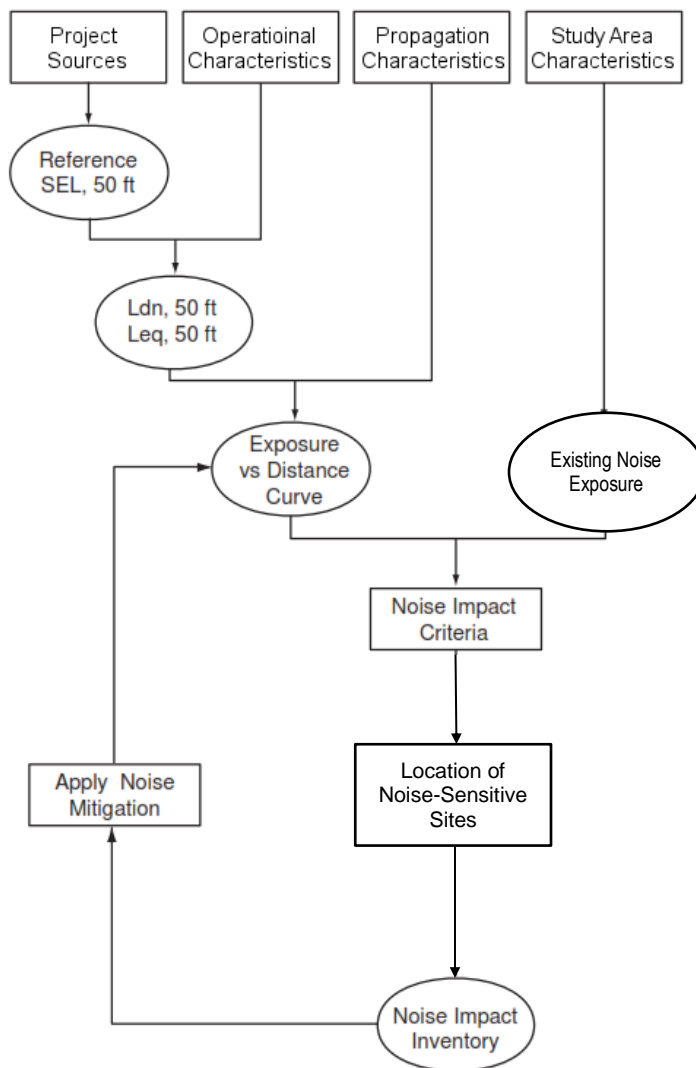 Project
Sources
Operatioinal
Characteristics
Propagation
Characteristics
Study Area
Characteristics
Reference
SEL, 50 ft
Ldn, 50 ft
Leq, 50 ft
Exposure
vs Distance
Curve
Existing Noise
Exposure
Noise Impact
Criteria
Location of
Noise-Sensitive
Sites
Apply Noise
Mitigation
Noise Impact
Inventory